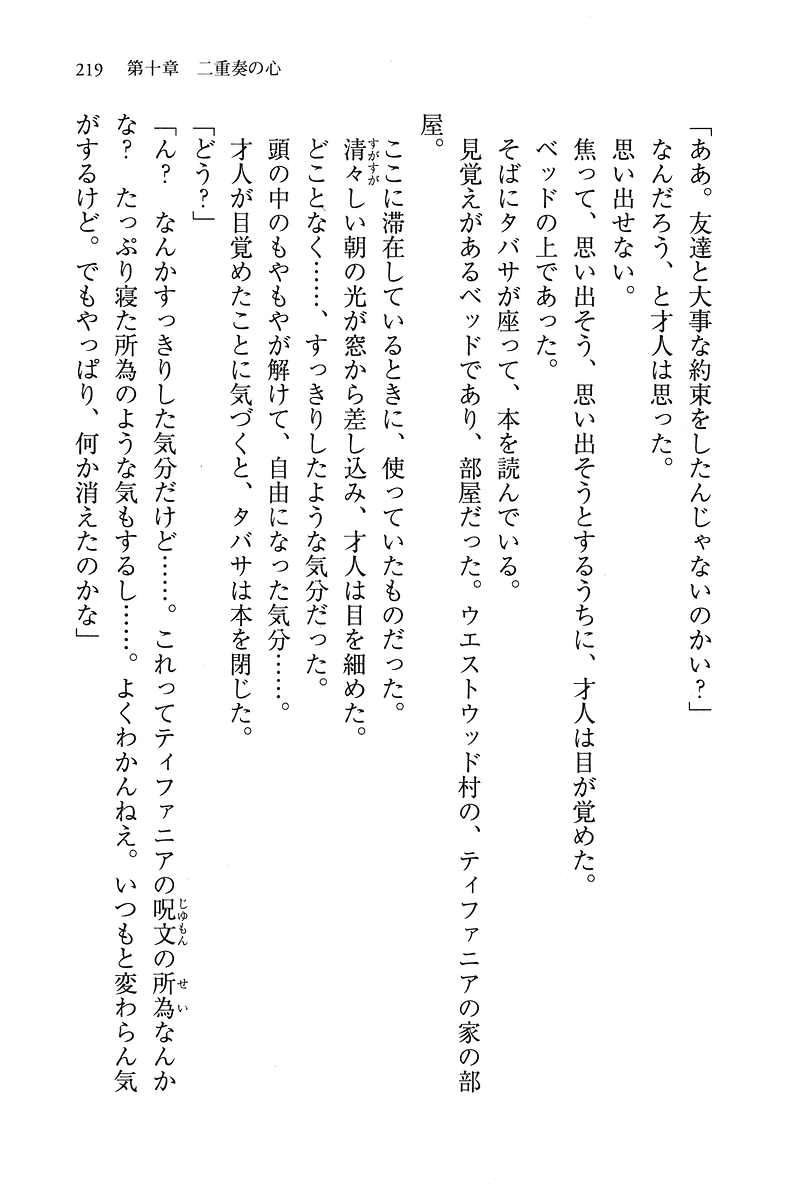 219　第十章　二重奏の心
「ああ。友達と大事な約束をしたんじゃないのかい？」
なんだろう、と才人は思った。
思い出せない。
焦って、思い出そう、思い出そうとするうちに、才人は目が覚めた。
ベッドの上であった。
そばにタバサが座って、本を読んでいる。
見覚えがあるベッドであり、部屋だった。ウエストウッド村の、ティファニアの家の部
屋。
ここに滞在しているときに、使っていたものだった。
清々しい朝の光が窓から差し込み、才人は目を細めた。
どことなく……、すっきりしたような気分だった。
頭の中のもやもやが解けて、自由になった気分……。
才人が目覚めたことに気づくと、タバサは本を閉じた。
「どう？」
「ん？　なんかすっきりした気分だけど……。これってティファニアの呪文の所為なんか
な？　たっぷり寝た所為のような気もするし……。よくわかんねえ。いつもと変わらん気
がするけど。でもやっぱり、何か消えたのかな」